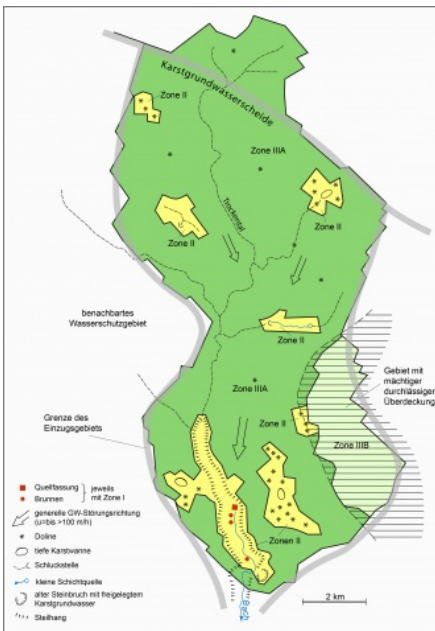 Karstgrundwasserscheide
Zone II
Zone IIIA
Trockental
Zone II
Zone II
benachbartes
Wasserschutzgebiet
Zone II
Gebiet mit
mächtiger
durchlässiger
Überdeckung
Zone IIIA
Grenze des
Einzugsgebiets
Zone II
Zone IIIB
Quellfassung
Brunnen
jeweils
mit Zone I
generelle GW-Störungsrichtung
(u=bis >100 m/h)
Doline
tiefe Karstwanne
Schluckstelle
kleine Schichtquelle
alter Steinbruch mit freigelegtem
Karstgrundwasser
Steilhang
Zonen II
Bach
2 km